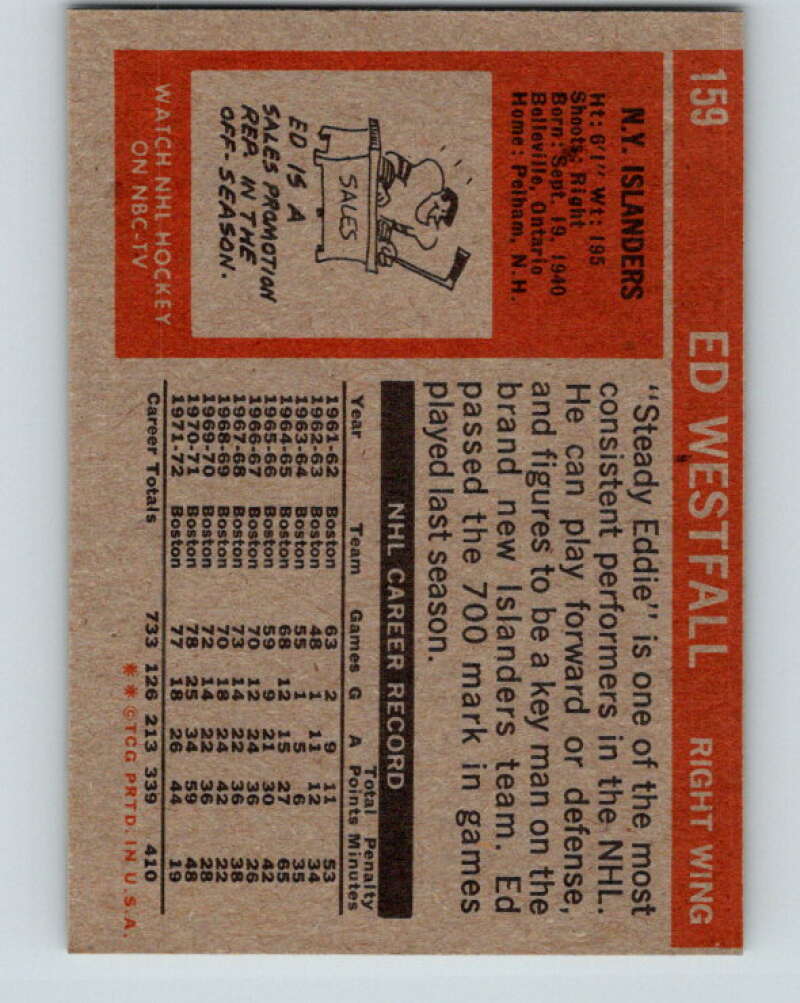 159 ED WESTFALL RIGHT WING
N.Y. ISLANDERS
Ht: 6'1" Wt: 195
Shoots: Right
Born: Sept. 19, 1940
Belleville, Ontario
Home: Pelham, N.H.
SALES
ED IS A
SALES PROMOTION
REP. IN THE
OFF-SEASON.
WATCH NHL HOCKEY
ON NBC-TV
"Steady Eddie" is one of the most
consistent performers in the NHL.
He can play forward or defense,
and figures to be a key man on the
brand new Islanders team. Ed
passed the 700 mark in games
played last season.
NHL CAREER RECORD
Total Penalty
Year Team Games G A Points Minutes
1961-62 Boston 63 2 9 11 53
1962-63 Boston 48 1 11 12 34
1963-64 Boston 55 1 5 6 35
1964-65 Boston 68 12 15 27 65
1965-66 Boston 59 9 21 30 42
1966-67 Boston 70 12 24 36 26
1967-68 Boston 73 14 22 36 38
1968-69 Boston 70 18 24 42 22
1969-70 Boston 72 14 22 36 28
1970-71 Boston 78 25 34 59 48
1971-72 Boston 77 18 26 44 19
Career Totals 733 126 213 339 410
* * © TCG PRTD. IN U.S.A.